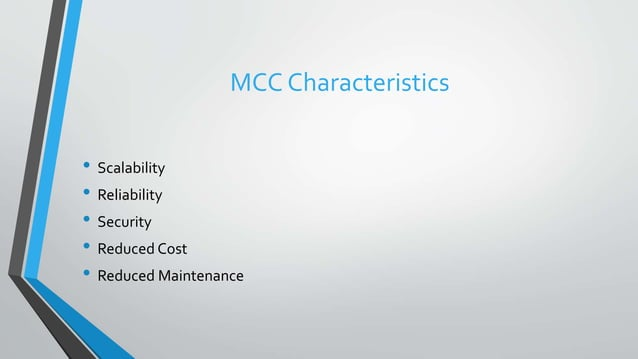 MCC Characteristics
• Scalability
• Reliability
• Security
• Reduced Cost
• Reduced Maintenance